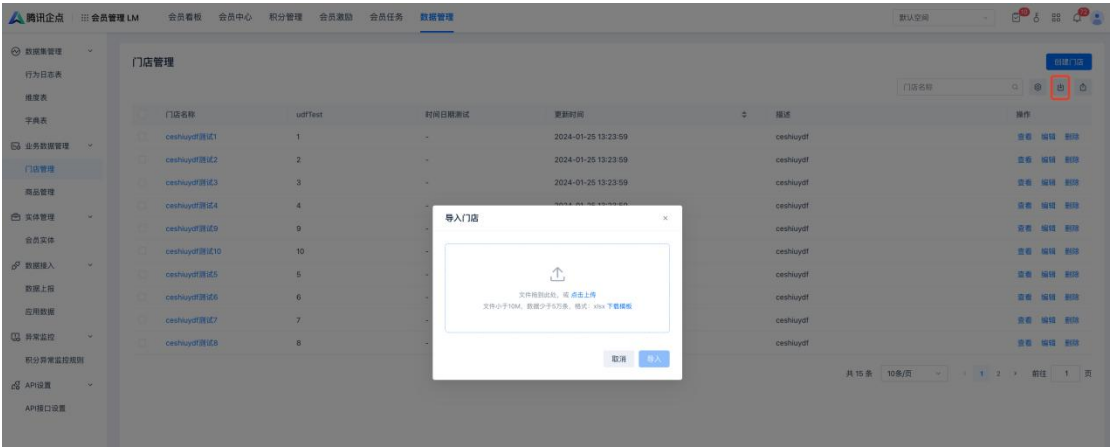 腾讯企点 会员管理 LM 会员看板 会员中心 积分管理 会员激励 会员任务 数据管理 默认空间 72
数据集管理
行为日志表
维度表
字典表
业务数据管理
门店管理
商品管理
实体管理
会员实体
数据接入
数据上报
应用数据
异常监控
积分异常监控规则
API设置
API接口设置
门店管理 创建门店
门店名称
门店名称 udfTest 时间日期测试 更新时间 描述 操作
ceshiuydf测试1 1 - 2024-01-25 13:23:59 ceshiuydf 查看 编辑 删除
ceshiuydf测试2 2 - 2024-01-25 13:23:59 ceshiuydf 查看 编辑 删除
ceshiuydf测试3 3 - 2024-01-25 13:23:59 ceshiuydf 查看 编辑 删除
ceshiuydf测试4 4 - 2024-01-25 13:23:59 ceshiuydf 查看 编辑 删除
ceshiuydf测试9 9 - ceshiuydf 查看 编辑 删除
ceshiuydf测试10 10 - ceshiuydf 查看 编辑 删除
ceshiuydf测试5 5 - ceshiuydf 查看 编辑 删除
ceshiuydf测试6 6 - ceshiuydf 查看 编辑 删除
ceshiuydf测试7 7 - ceshiuydf 查看 编辑 删除
ceshiuydf测试8 8 - ceshiuydf 查看 编辑 删除
共 15 条 10条/页 1 2 前往 1 页
导入门店
文件拖到此处，或 点击上传
文件小于10M，数据少于5万条，格式：xlsx 下载模板
取消 导入